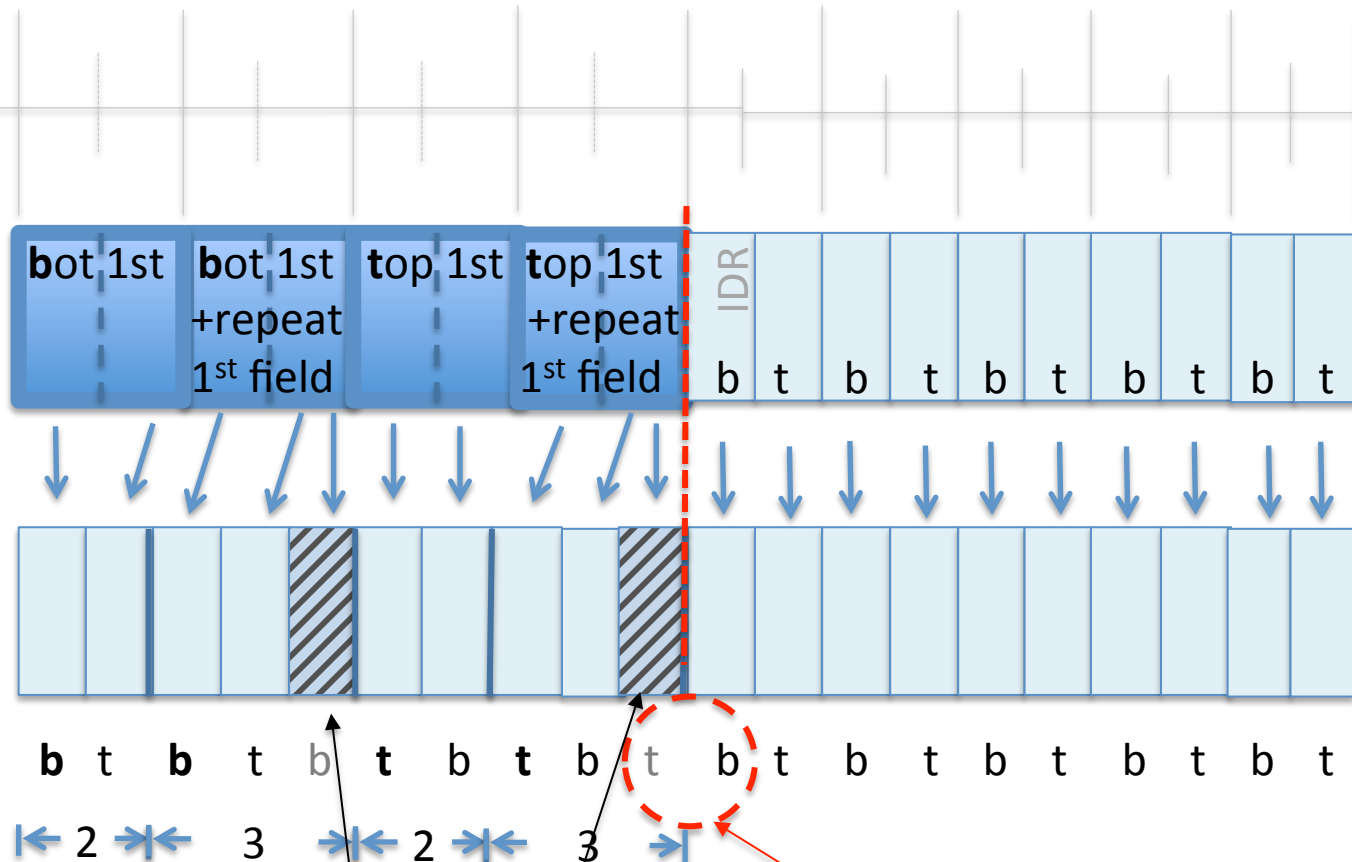 bot 1st bot 1st top 1st top 1st IDR
+repeat +repeat
1st field 1st field b t b t b t b t b t
b t b t b t b t b t b t b t b t b t b t
2 3 2 3